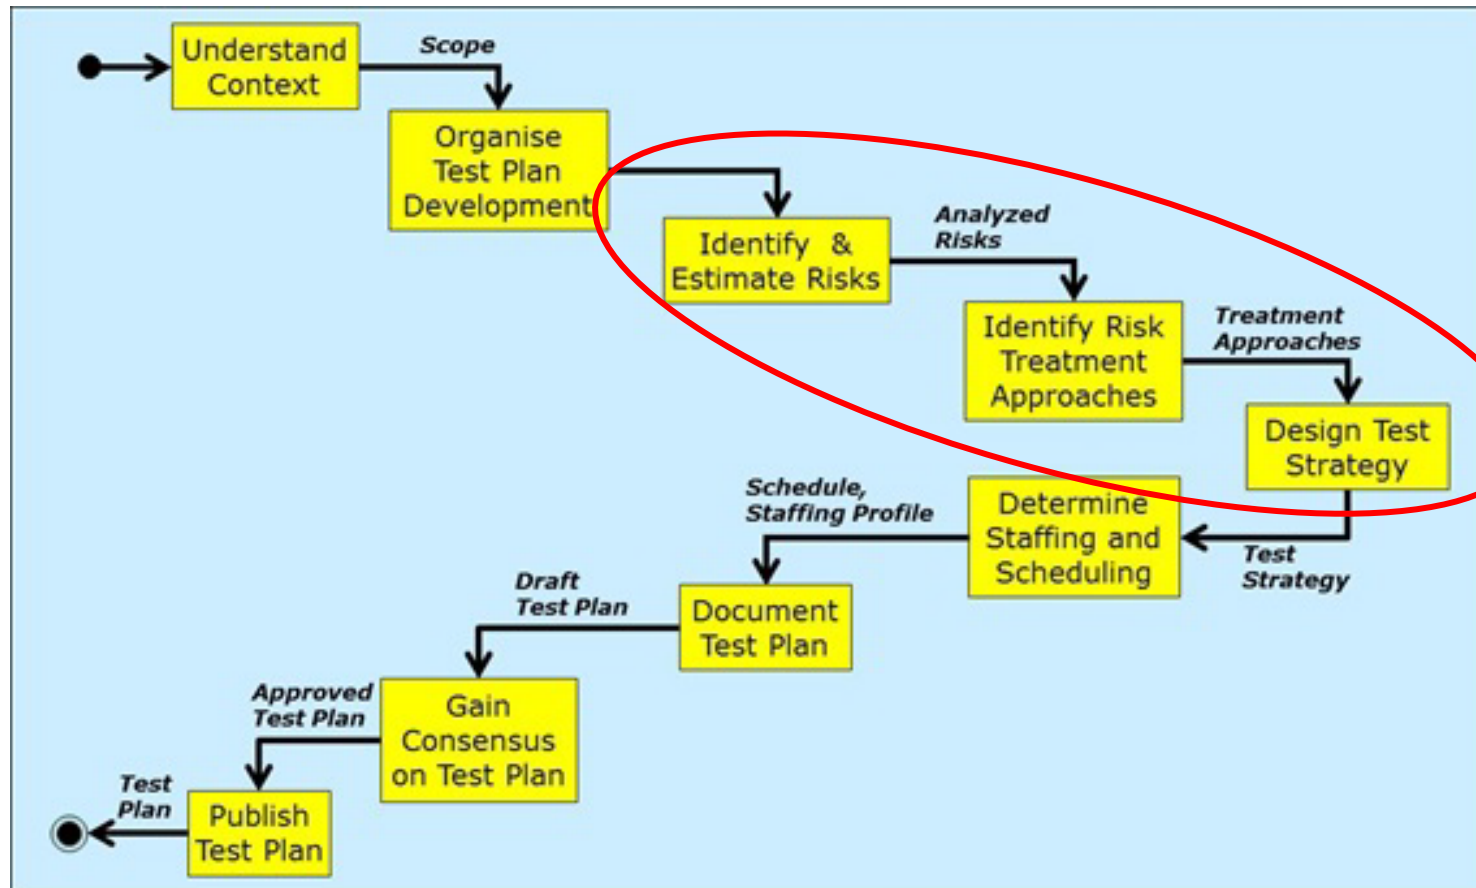 Understand
Context
Scope
Organise
Test Plan
Development
Identify &
Estimate Risks
Analyzed
Risks
Identify Risk
Treatment
Approaches
Treatment
Approaches
Design Test
Strategy
Test
Strategy
Determine
Staffing and
Scheduling
Schedule,
Staffing Profile
Document
Test Plan
Draft
Test Plan
Gain
Consensus
on Test Plan
Approved
Test Plan
Publish
Test Plan
Test
Plan